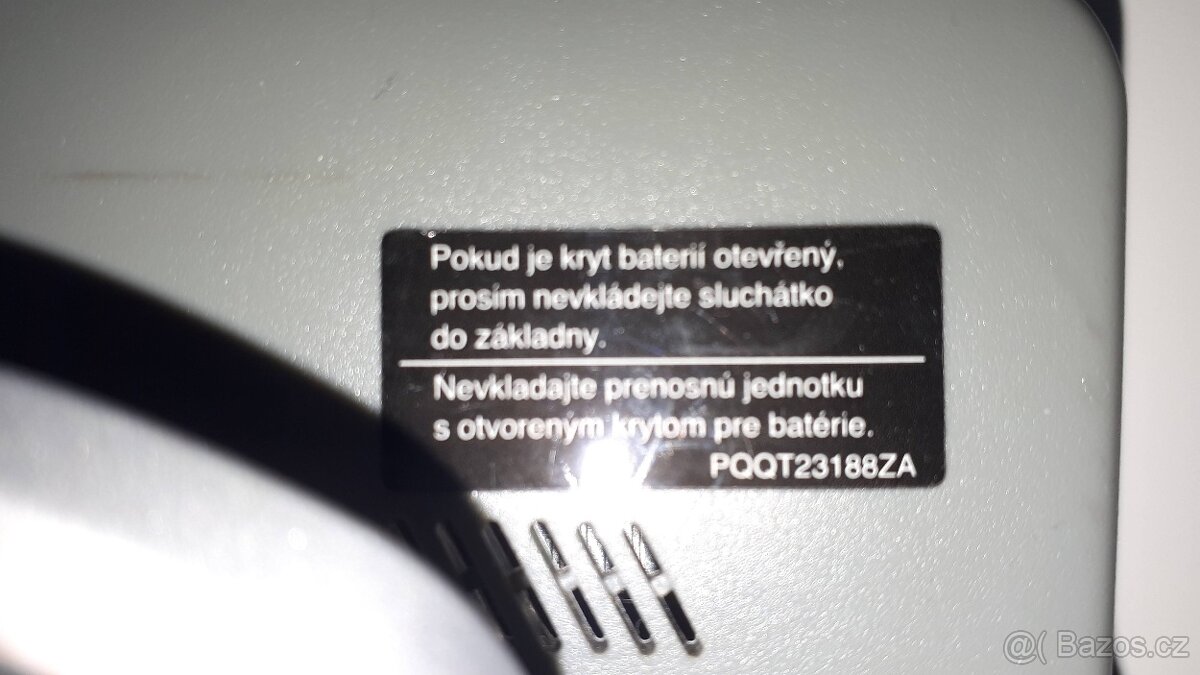 Pokud je kryt baterií otevřený,
prosím nevkládejte sluchátko
do základny.
Nevkladajte prenosnú jednotku
s otvoreným krytom pre batérie.
PQQT23188ZA
@( Bazos.cz